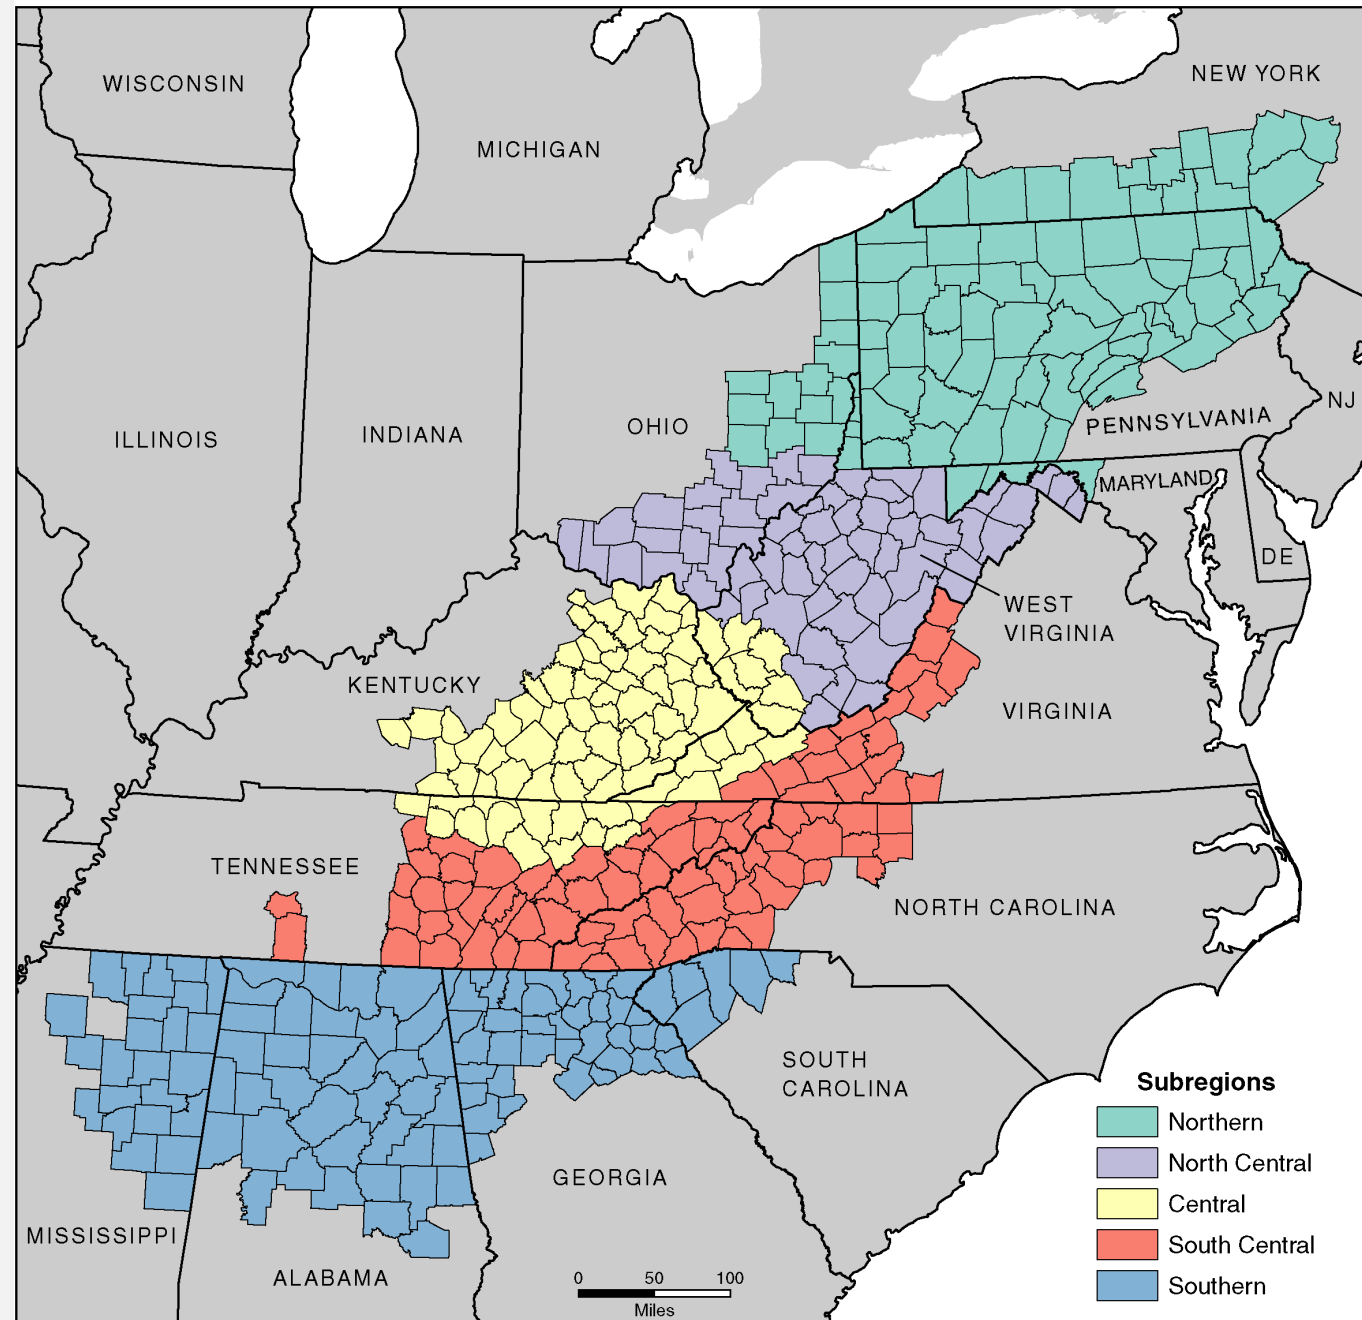 WISCONSIN
NEW YORK
MICHIGAN
ILLINOIS
INDIANA
OHIO
PENNSYLVANIA
NJ
MARYLAND
DE
WEST
VIRGINIA
KENTUCKY
VIRGINIA
TENNESSEE
NORTH CAROLINA
SOUTH
CAROLINA
GEORGIA
MISSISSIPPI
ALABAMA
0 50 100
Miles
Subregions
Northern
North Central
Central
South Central
Southern